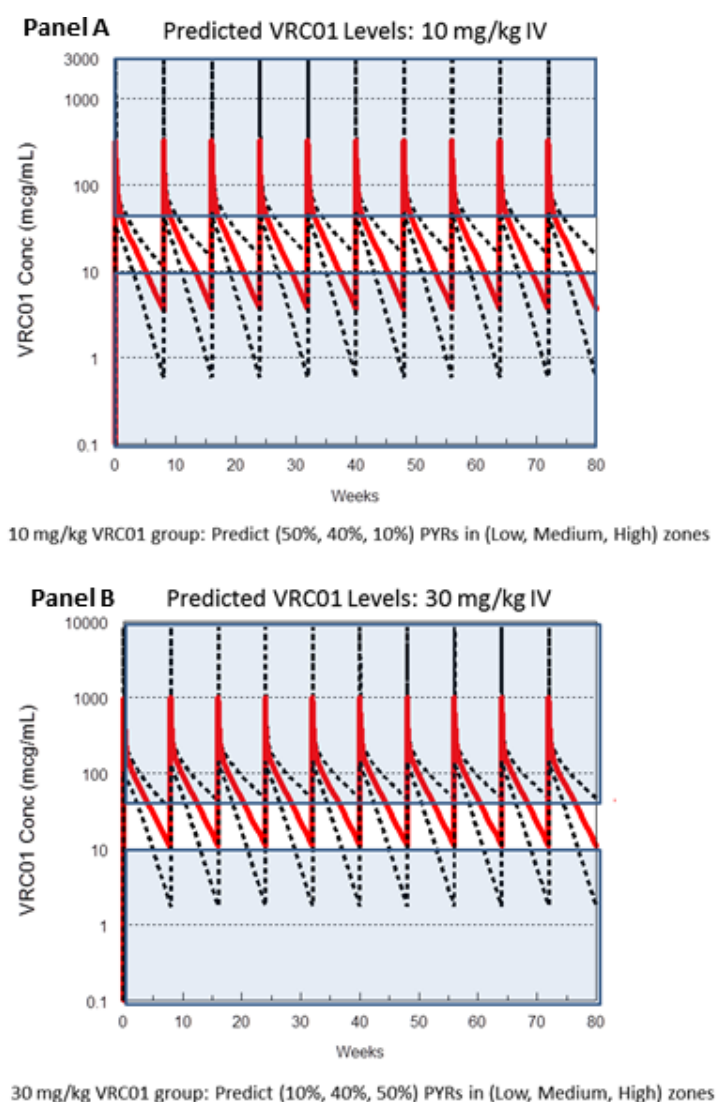 Panel A Predicted VRC01 Levels: 10 mg/kg IV
VRC01 Conc (mcg/mL)
3000
1000
100
10
1
0.1
0 10 20 30 40 50 60 70 80
Weeks
10 mg/kg VRC01 group: Predict (50%, 40%, 10%) PYRs in (Low, Medium, High) zones
Panel B Predicted VRC01 Levels: 30 mg/kg IV
VRC01 Conc (mcg/mL)
10000
1000
100
10
1
0.1
0 10 20 30 40 50 60 70 80
Weeks
30 mg/kg VRC01 group: Predict (10%, 40%, 50%) PYRs in (Low, Medium, High) zones